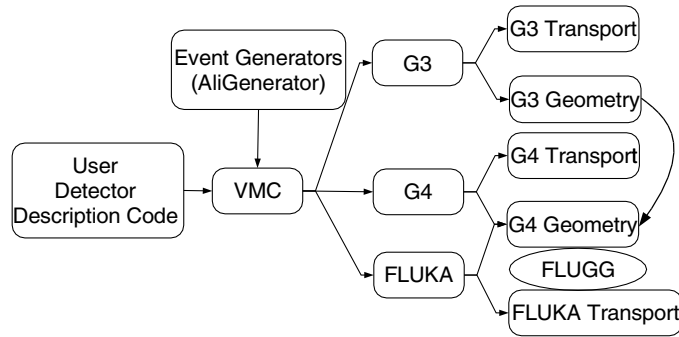 Event Generators
(AliGenerator)
User
Detector
Description Code
VMC
G3
G4
FLUKA
G3 Transport
G3 Geometry
G4 Transport
G4 Geometry
FLUGG
FLUKA Transport